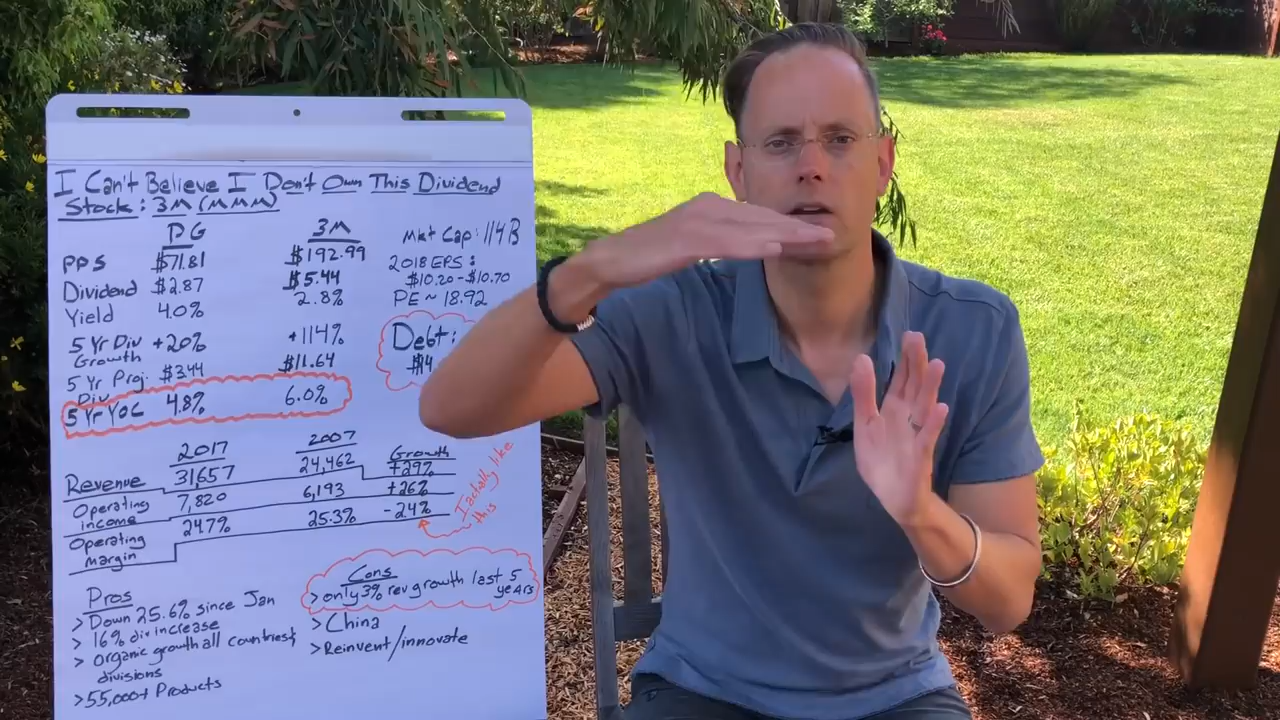 I Can't Believe I Don't Own This Dividend
Stock: 3M (MMM)
PG 3M
PPS $71.81 $192.99
Dividend $2.87 $5.44
Yield 4.0% 2.8%
5 Yr Div +20% +114%
Growth
5 Yr Proj. $3.44 $11.64
Div
5 Yr YOC 4.8% 6.0%
Mkt Cap: 114B
2018 EPS:
$10.20-$10.70
PE ~ 18.92
Debt:
2017 2007 Growth
Revenue 31,657 24,462 +29%
Operating income 7,820 6,193 +26%
Operating margin 24.7% 25.3% -24%
I actually like
this
Pros
> Down 25.6% since Jan
> 16% div increase
> Organic growth all countries &
divisions
> 55,000+ Products
Cons
> only 3% rev growth last 5
years
> China
> Reinvent/innovate